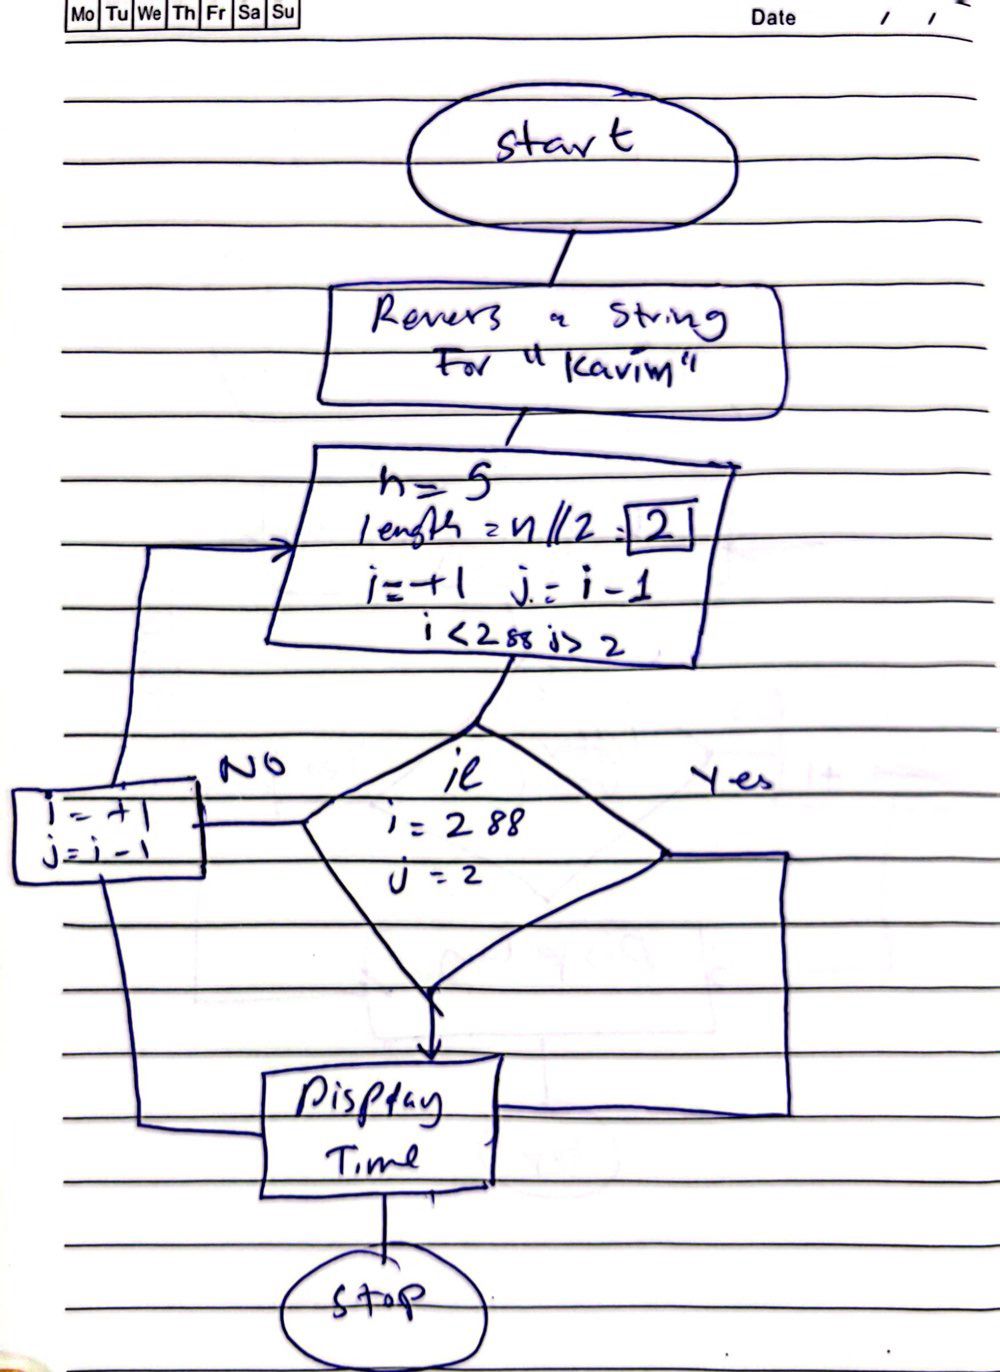 Mo Tu We Th Fr Sa Su
Date / /
start
Revers a string
For "Karim"
n = 5
length = n//2 = 2
i=+1 j = i-1
i<2 88 j> 2
NO
Yes
i = 2 88
j = 2
i = +1
j = i-1
Display
Time
stop